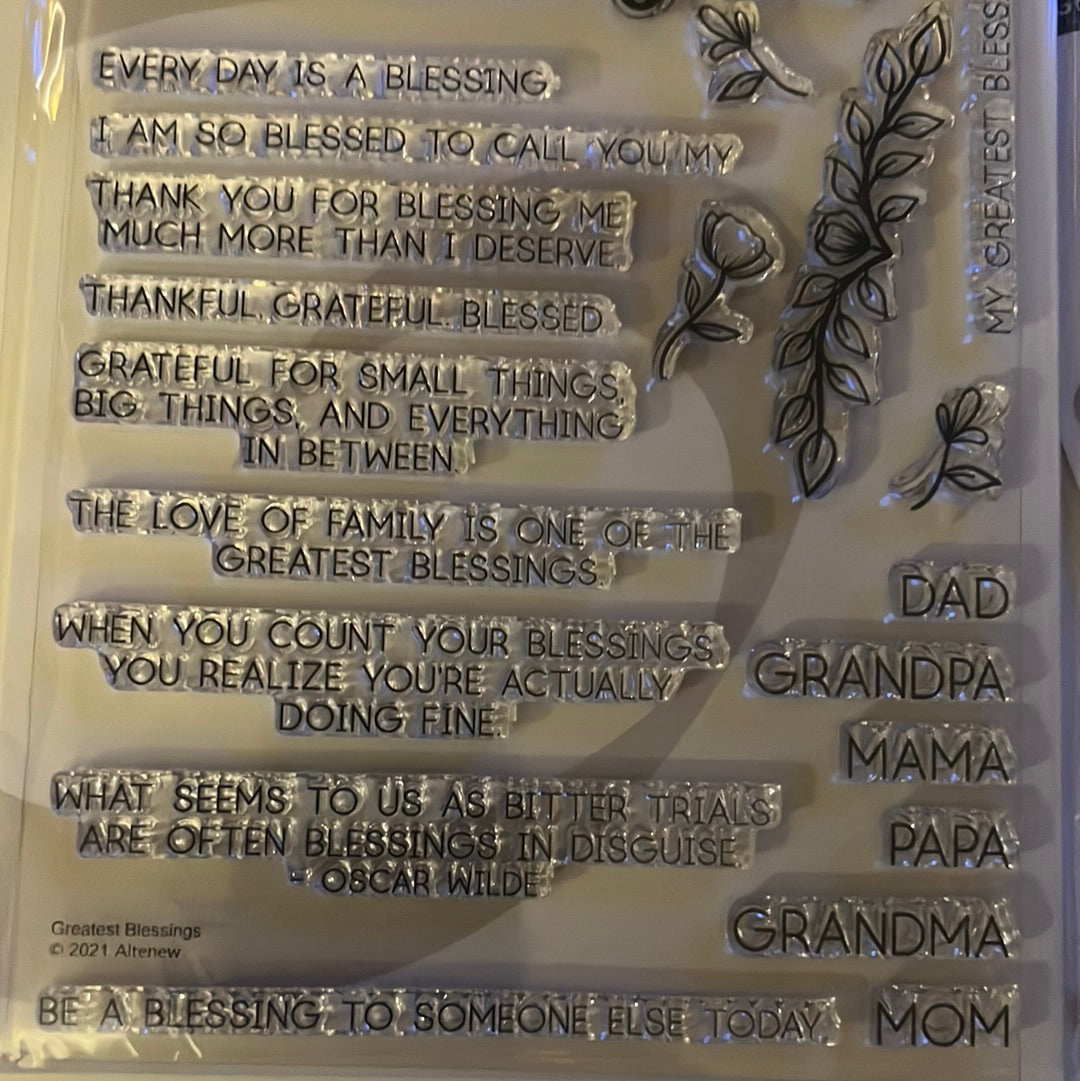 EVERY DAY IS A BLESSING
I AM SO BLESSED TO CALL YOU MY
THANK YOU FOR BLESSING ME
MUCH MORE THAN I DESERVE.
THANKFUL. GRATEFUL. BLESSED.
GRATEFUL FOR SMALL THINGS,
BIG THINGS, AND EVERYTHING
IN BETWEEN.
THE LOVE OF FAMILY IS ONE OF THE
GREATEST BLESSINGS.
WHEN YOU COUNT YOUR BLESSINGS
YOU REALIZE YOU'RE ACTUALLY
DOING FINE.
WHAT SEEMS TO US AS BITTER TRIALS
ARE OFTEN BLESSINGS IN DISGUISE.
- OSCAR WILDE
Greatest Blessings
© 2021 Altenew
BE A BLESSING TO SOMEONE ELSE TODAY.
MY GREATEST BLESS
DAD
GRANDPA
MAMA
PAPA
GRANDMA
MOM